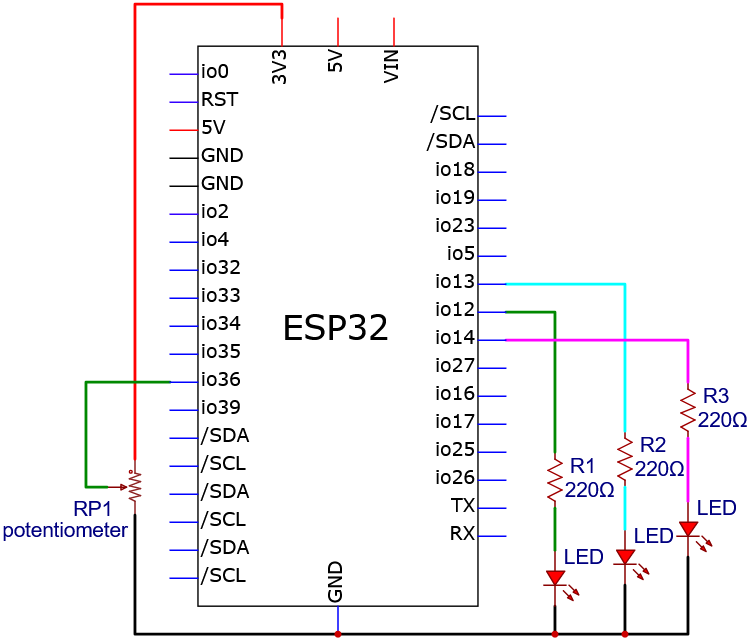 3V3
5V
VIN
io0
RST
5V
GND
GND
io2
io4
io32
io33
io34
io35
io36
io39
/SDA
/SCL
/SDA
/SCL
/SDA
/SCL
ESP32
/SCL
/SDA
io18
io19
io23
io5
io13
io12
io14
io27
io16
io17
io25
io26
TX
RX
GND
RP1
potentiometer
R1
220Ω
LED
R2
220Ω
LED
R3
220Ω
LED